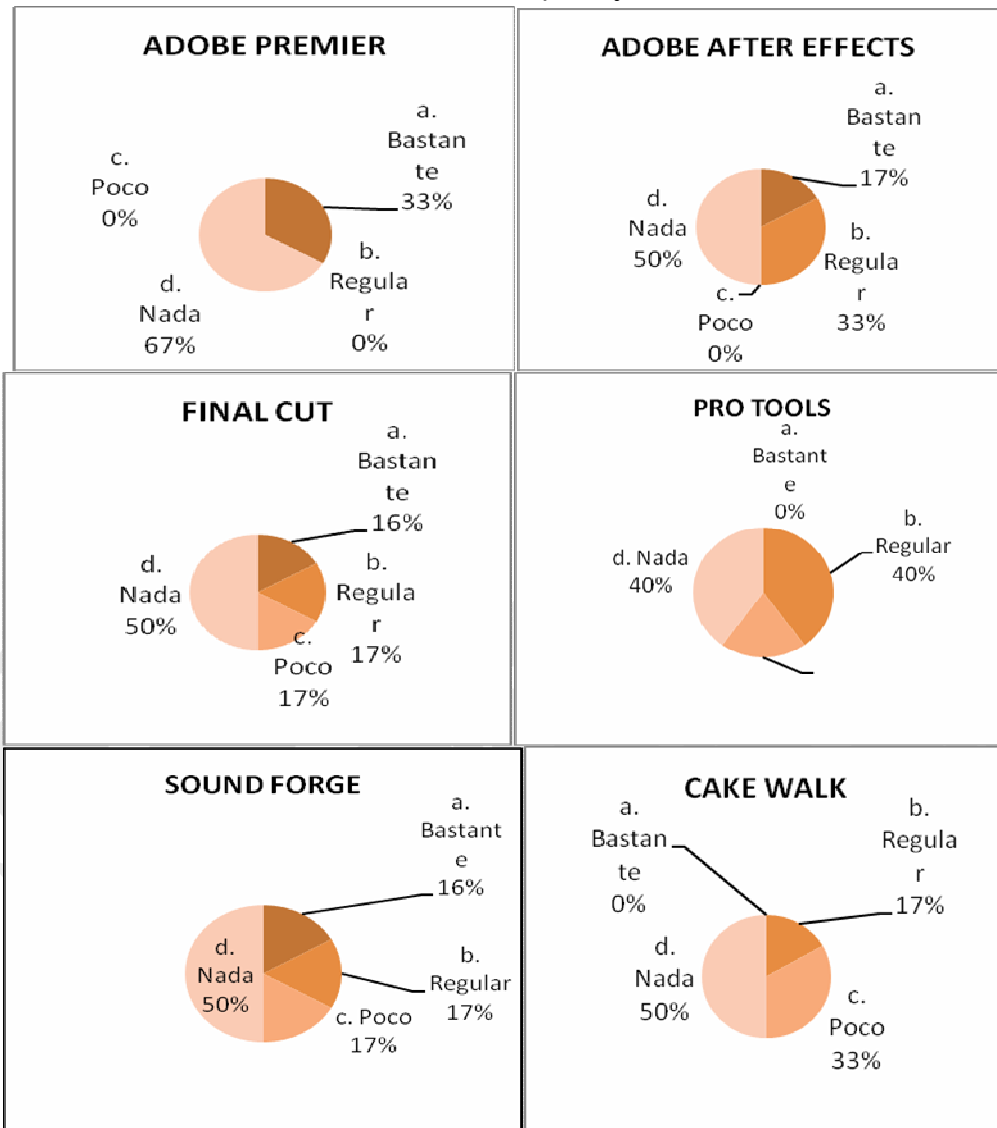 ADOBE PREMIER
a.
Bastan
te
33%
b.
Regula
r
0%
c.
Poco
0%
d.
Nada
67%
ADOBE AFTER EFFECTS
a.
Bastan
te
17%
b.
Regula
r
33%
c.
Poco
0%
d.
Nada
50%
FINAL CUT
a.
Bastan
te
16%
b.
Regula
r
17%
c.
Poco
17%
d.
Nada
50%
PRO TOOLS
a.
Bastant
e
0%
b.
Regular
40%
d. Nada
40%
SOUND FORGE
a.
Bastant
e
16%
b.
Regular
17%
c. Poco
17%
d.
Nada
50%
CAKE WALK
a.
Bastan
te
0%
b.
Regula
r
17%
c.
Poco
33%
d.
Nada
50%